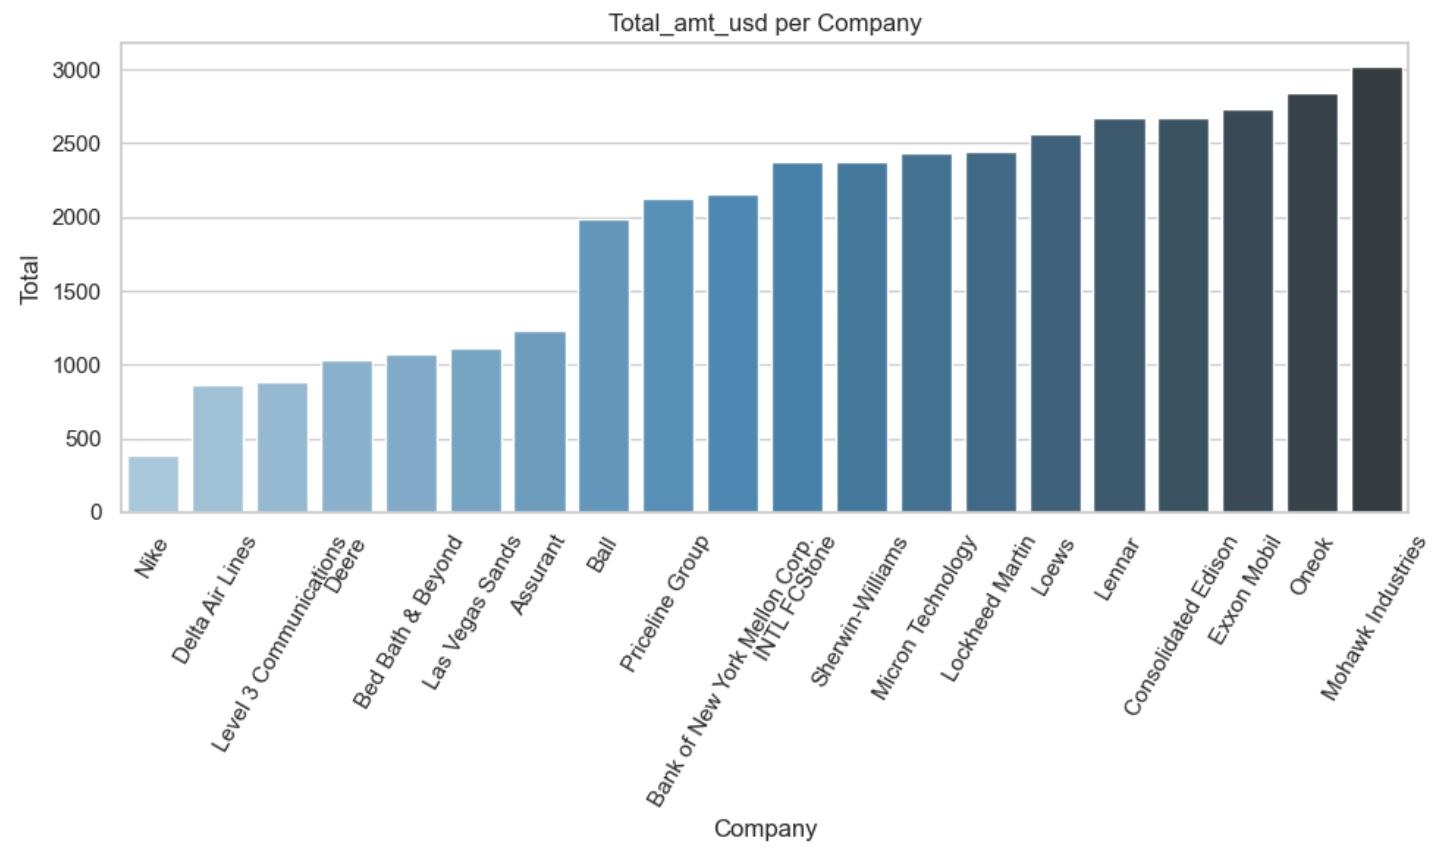 Total_amt_usd per Company
Total
3000
2500
2000
1500
1000
500
0
Nike
Delta Air Lines
Level 3 Communications
Deere
Bed Bath & Beyond
Las Vegas Sands
Assurant
Ball
Priceline Group
Bank of New York Mellon Corp.
INTL FCStone
Sherwin-Williams
Micron Technology
Lockheed Martin
Loews
Lennar
Consolidated Edison
Exxon Mobil
Oneok
Mohawk Industries
Company